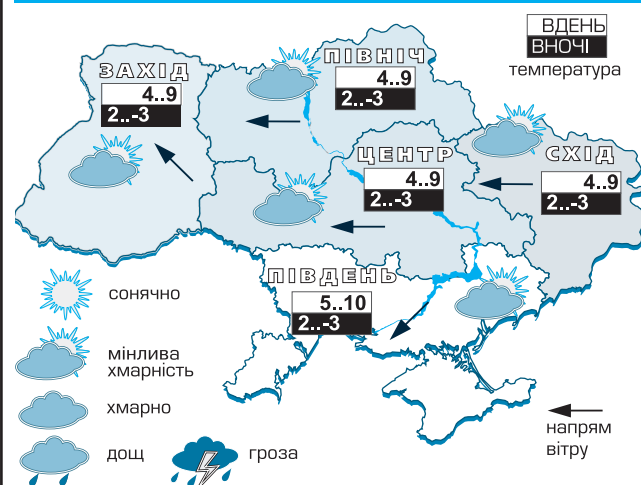 ВДЕНЬ
ВНОЧІ
температура
ЗАХІД
4..9
2..-3
ПІВНІЧ
4..9
2..-3
ЦЕНТР
4..9
2..-3
СХІД
4..9
2..-3
ПІВДЕНЬ
5..10
2..-3
сонячно
мінлива
хмарність
хмарно
дощ
гроза
напрям
вітру